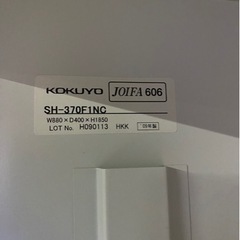 KOKUYO JOIFA 606
SH-370F1NC
W880 × D400 × H1850
LOT No. H090113 HKK